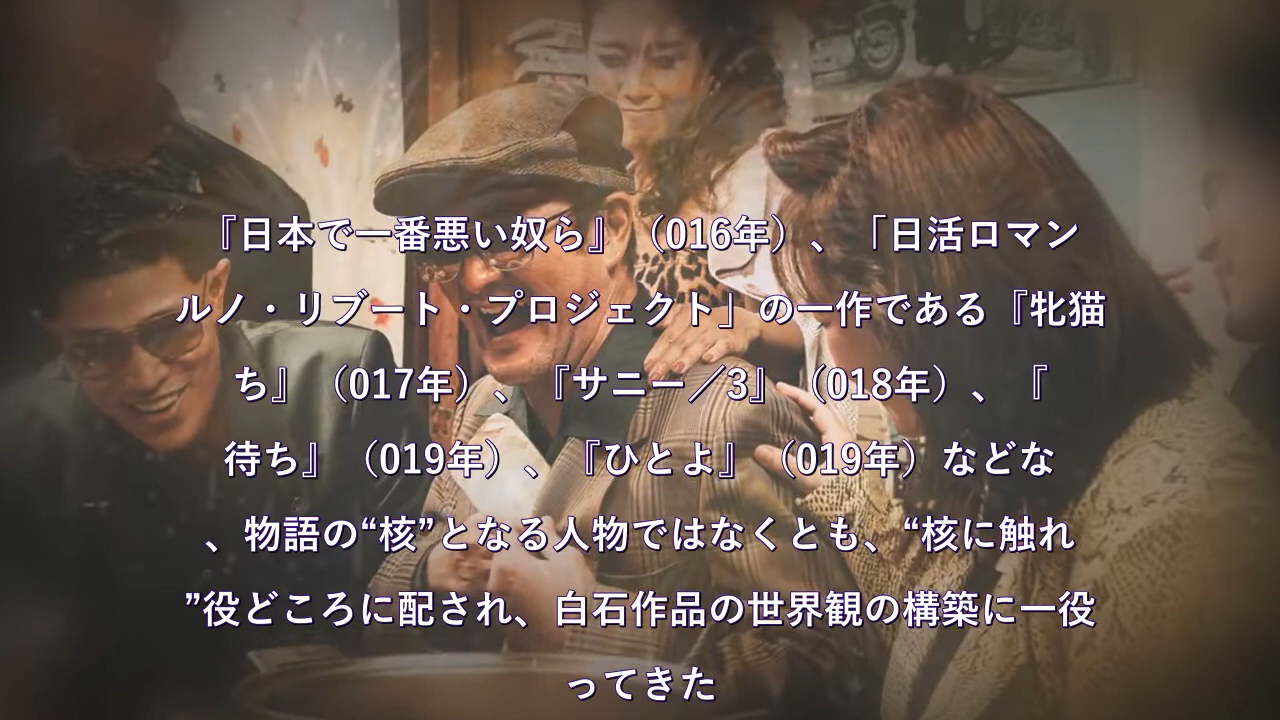 『日本で一番悪い奴ら』（016年）、「日活ロマン
ルノ・リブート・プロジェクト」の一作である『牝猫
ち』（017年）、『サニー／3』（018年）、『
待ち』（019年）、『ひとよ』（019年）などな
、物語の“核”となる人物ではなくとも、“核に触れ
”役どころに配され、白石作品の世界観の構築に一役
ってきた